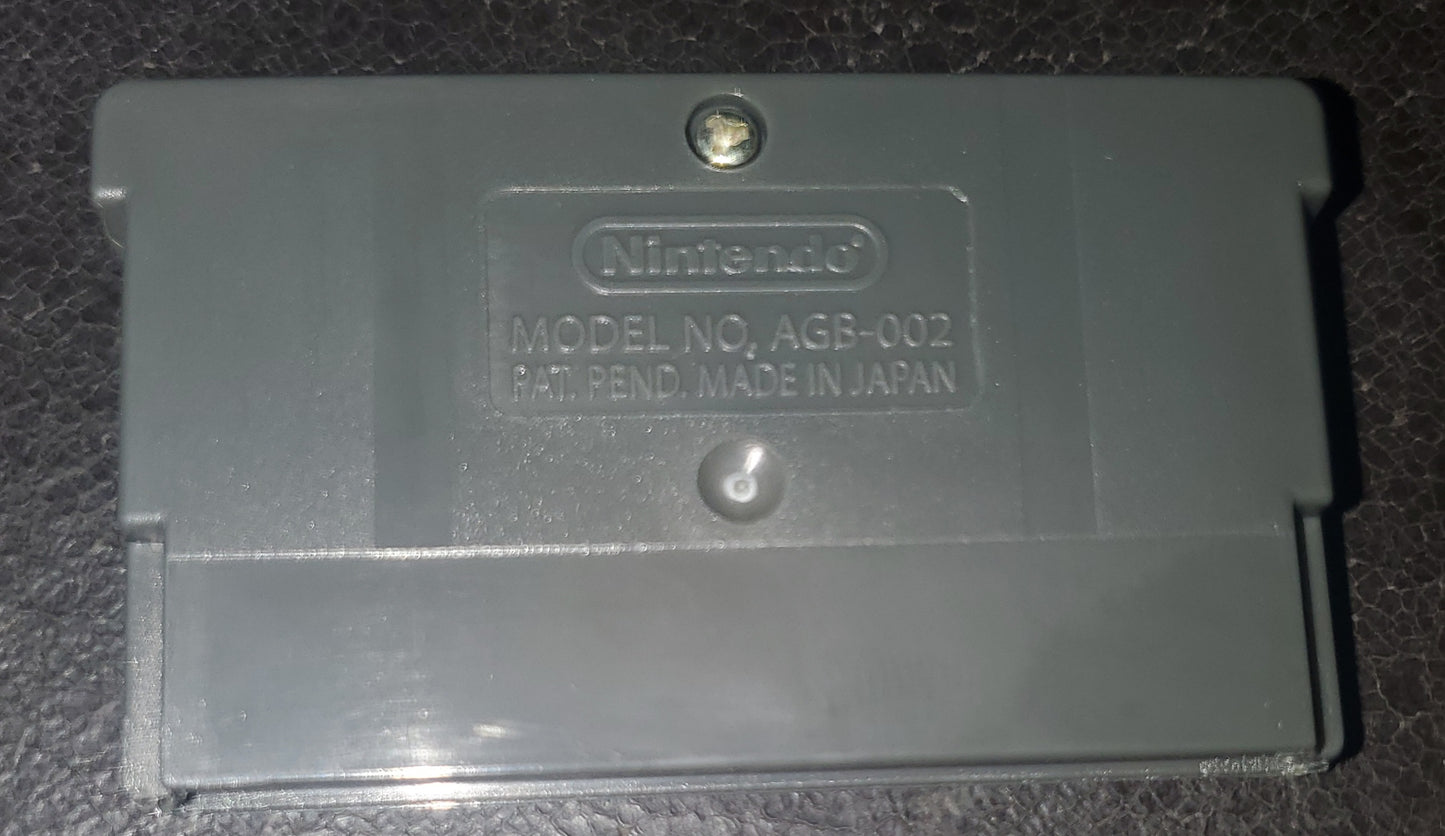 Nintendo
MODEL NO. AGB-002
PAT. PEND. MADE IN JAPAN